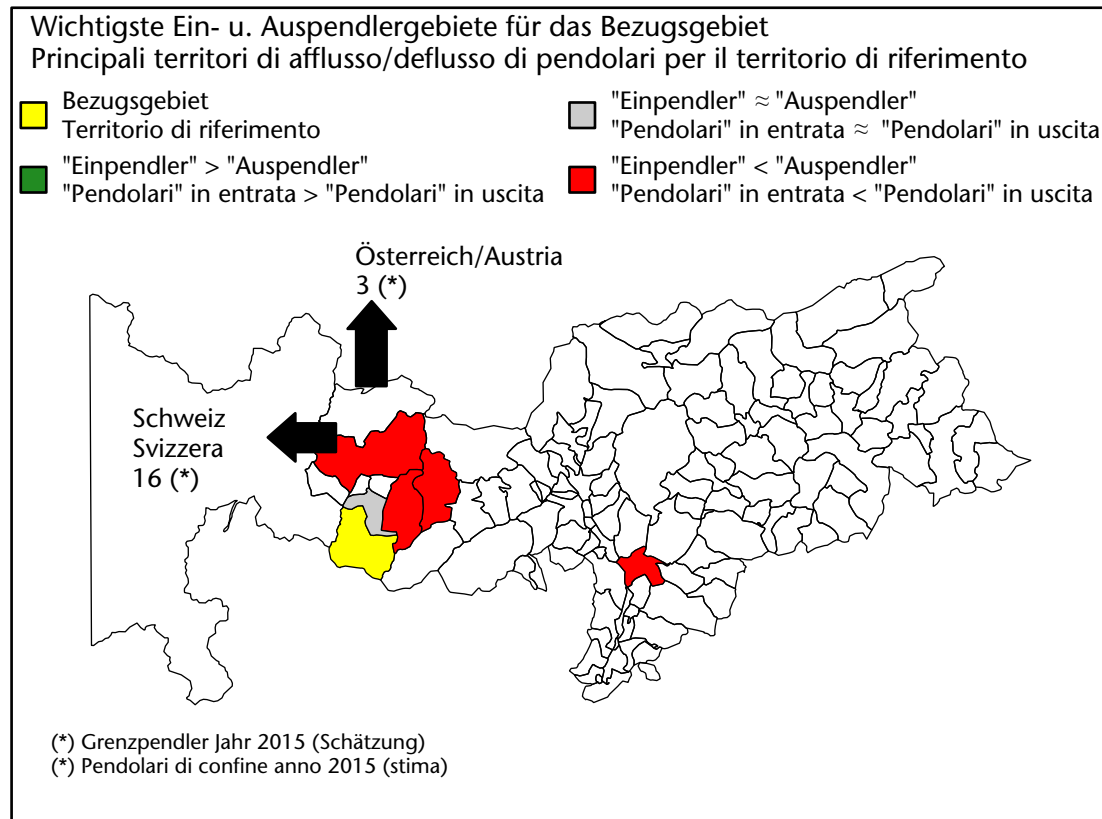 Wichtigste Ein- u. Auspendlergebiete für das Bezugsgebiet
Principali territori di afflusso/deflusso di pendolari per il territorio di riferimento
Bezugsgebiet
Territorio di riferimento
"Einpendler" > "Auspendler"
"Pendolari" in entrata > "Pendolari" in uscita
"Einpendler" ≈ "Auspendler"
"Pendolari" in entrata ≈ "Pendolari" in uscita
"Einpendler" < "Auspendler"
"Pendolari" in entrata < "Pendolari" in uscita
Österreich/Austria
3 (*)
Schweiz
Svizzera
16 (*)
(*) Grenzpendler Jahr 2015 (Schätzung)
(*) Pendolari di confine anno 2015 (stima)